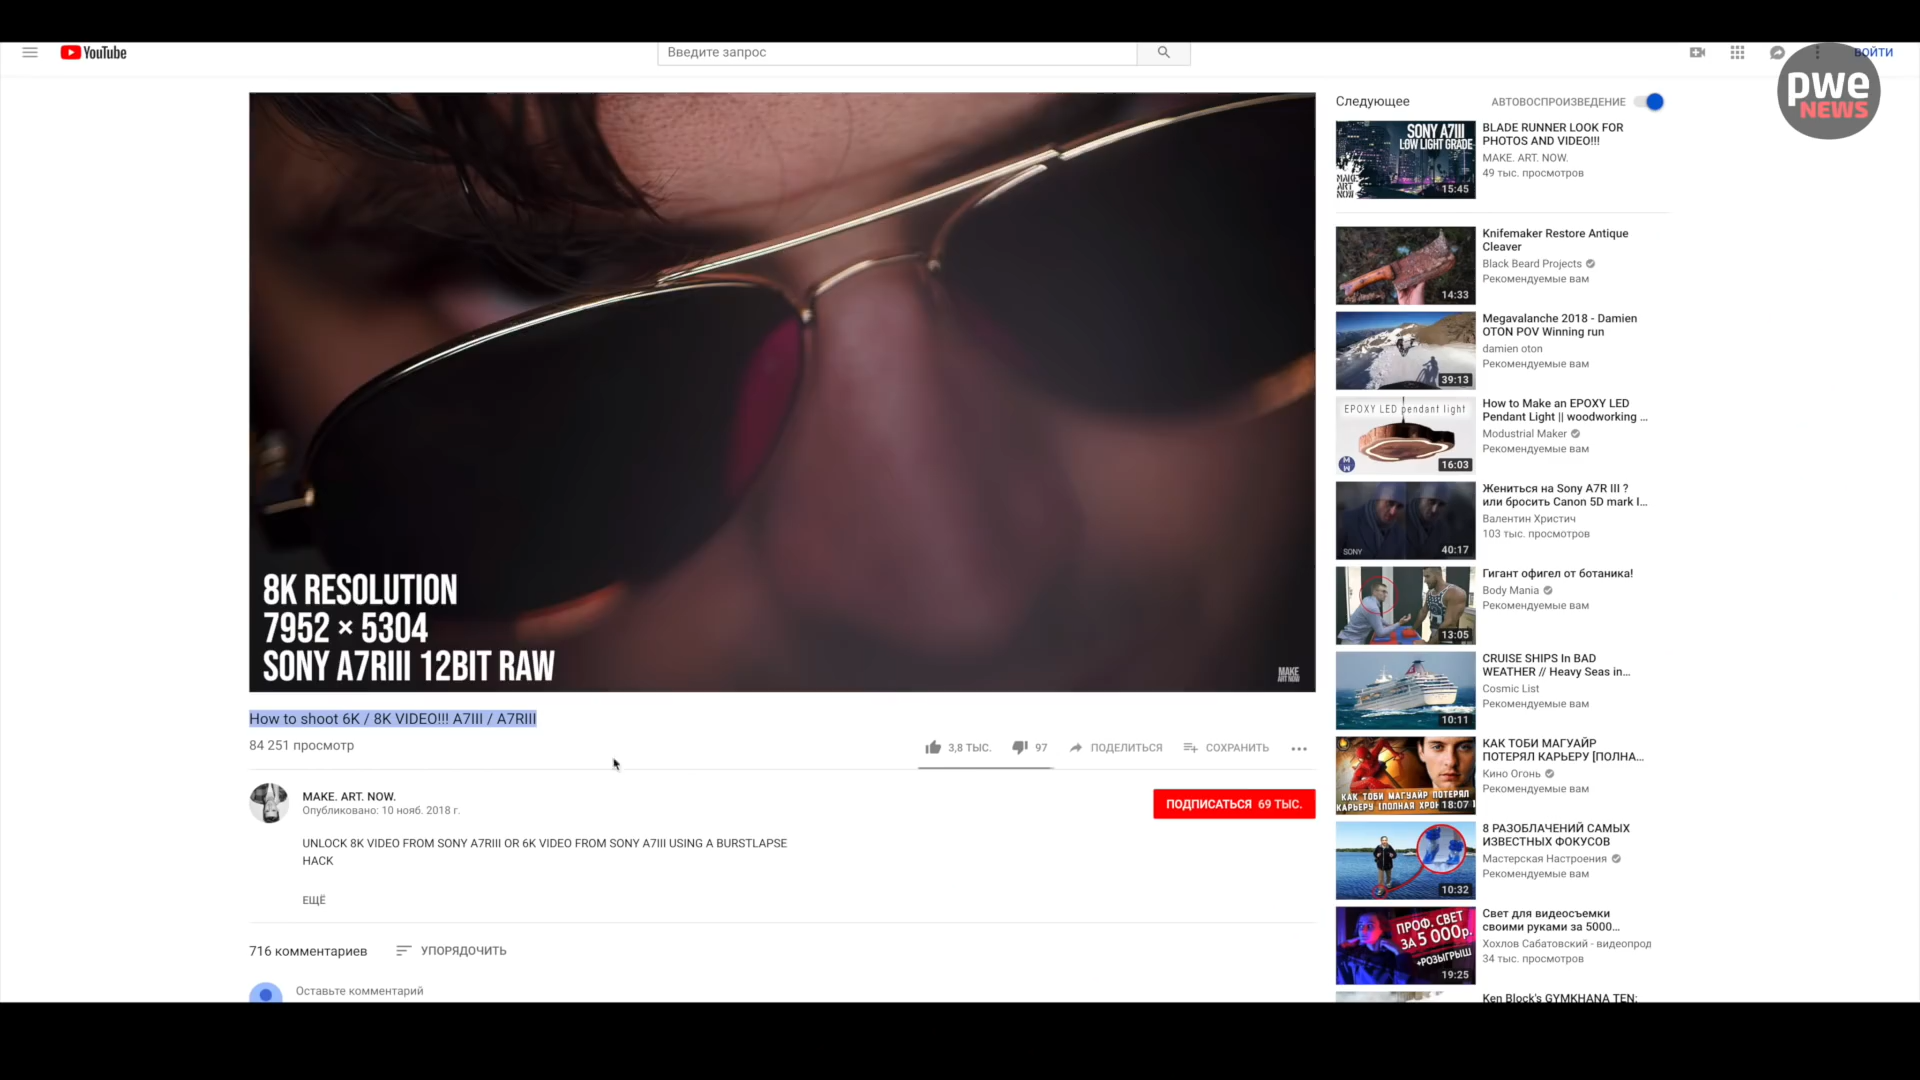 YouTube
Введите запрос
ВОЙТИ
pwe
NEWS
8K RESOLUTION
7952 × 5304
SONY A7RIII 12BIT RAW
MAKE
ART NOW
How to shoot 6K / 8K VIDEO!!! A7III / A7RIII
84 251 просмотр
3,8 ТЫС.
97
ПОДЕЛИТЬСЯ
СОХРАНИТЬ
MAKE. ART. NOW.
Опубликовано: 10 нояб. 2018 г.
ПОДПИСАТЬСЯ 69 ТЫС.
UNLOCK 8K VIDEO FROM SONY A7RIII OR 6K VIDEO FROM SONY A7III USING A BURSTLAPSE
HACK
ЕЩЁ
716 комментариев
УПОРЯДОЧИТЬ
Оставьте комментарий
Следующее
АВТОВОСПРОИЗВЕДЕНИЕ
SONY A7III
LOW LIGHT GRADE
MAKE
ART
NOW
15:45
BLADE RUNNER LOOK FOR
PHOTOS AND VIDEO!!!
MAKE. ART. NOW.
49 тыс. просмотров
14:33
Knifemaker Restore Antique
Cleaver
Black Beard Projects
Рекомендуемые вам
39:13
Megavalanche 2018 - Damien
OTON POV Winning run
damien oton
Рекомендуемые вам
EPOXY LED pendant light
MW
16:03
How to Make an EPOXY LED
Pendant Light || woodworking ...
Modustrial Maker
Рекомендуемые вам
SONY
40:17
Жениться на Sony A7R III ?
или бросить Canon 5D mark I...
Валентин Христич
103 тыс. просмотров
13:05
Гигант офигел от ботаника!
Body Mania
Рекомендуемые вам
10:11
CRUISE SHIPS In BAD
WEATHER // Heavy Seas in...
Cosmic List
Рекомендуемые вам
КАК ТОБИ МАГУАЙР ПОТЕРЯЛ
КАРЬЕРУ [ПОЛНАЯ
18:07
КАК ТОБИ МАГУАЙР
ПОТЕРЯЛ КАРЬЕРУ [ПОЛНА...
Кино Огонь
Рекомендуемые вам
10:32
8 РАЗОБЛАЧЕНИЙ САМЫХ
ИЗВЕСТНЫХ ФОКУСОВ
Мастерская Настроения
Рекомендуемые вам
ПРОФ. СВЕТ
ЗА 5 000р.
+РОЗЫГРЫШ
19:25
Свет для видеосъемки
своими руками за 5000...
Хохлов Сабатовский - видеопрод
34 тыс. просмотров
Ken Block's GYMKHANA TEN: